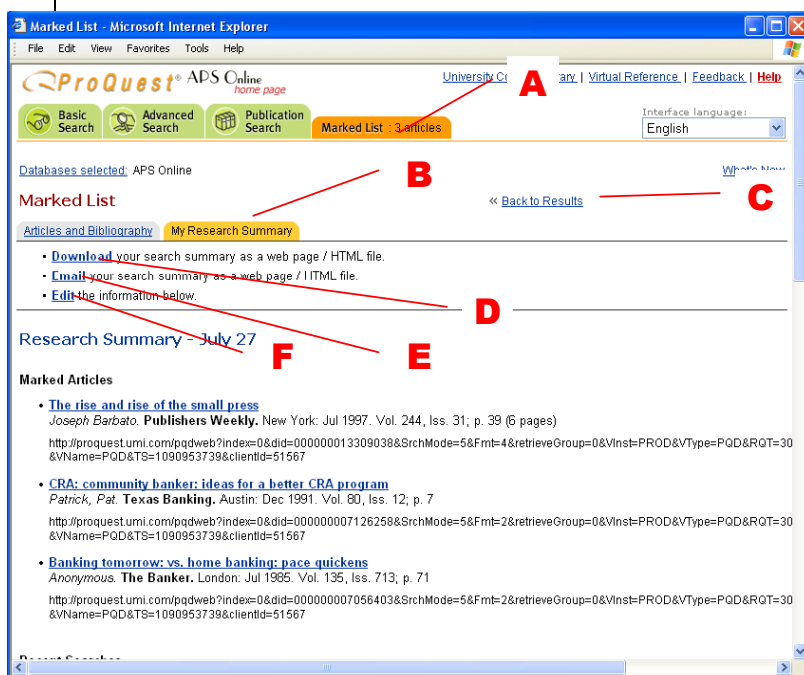 Marked List - Microsoft Internet Explorer
File Edit View Favorites Tools Help
ProQuest® APS Online
home page
University Virtual Reference Feedback Help
A
Basic Search
Advanced Search
Publication Search
Marked List : 3 articles
Interface language:
English
Databases selected: APS Online
B
What's New
Marked List
« Back to Results
C
Articles and Bibliography
My Research Summary
• Download your search summary as a web page / HTML file.
• Email your search summary as a web page / HTML file.
• Edit the information below.
D
Research Summary - July 27
F
E
Marked Articles
• The rise and rise of the small press
Joseph Barbato. Publishers Weekly. New York: Jul 1997. Vol. 244, Iss. 31; p. 39 (6 pages)
http://proquest.umi.com/pqdweb?index=0&did=000000013309038&SrchMode=5&Fmt=4&retrieveGroup=0&VInst=PROD&VType=PQD&RQT=30
&VName=PQD&TS=1090953739&clientId=51567
• CRA: community banker: ideas for a better CRA program
Patrick, Pat. Texas Banking. Austin: Dec 1991. Vol. 80, Iss. 12; p. 7
http://proquest.umi.com/pqdweb?index=0&did=000000007126258&SrchMode=5&Fmt=2&retrieveGroup=0&VInst=PROD&VType=PQD&RQT=30
&VName=PQD&TS=1090953739&clientId=51567
• Banking tomorrow: vs. home banking: pace quickens
Anonymous. The Banker. London: Jul 1985. Vol. 135, Iss. 713; p. 71
http://proquest.umi.com/pqdweb?index=0&did=000000007056403&SrchMode=5&Fmt=2&retrieveGroup=0&VInst=PROD&VType=PQD&RQT=30
&VName=PQD&TS=1090953739&clientId=51567